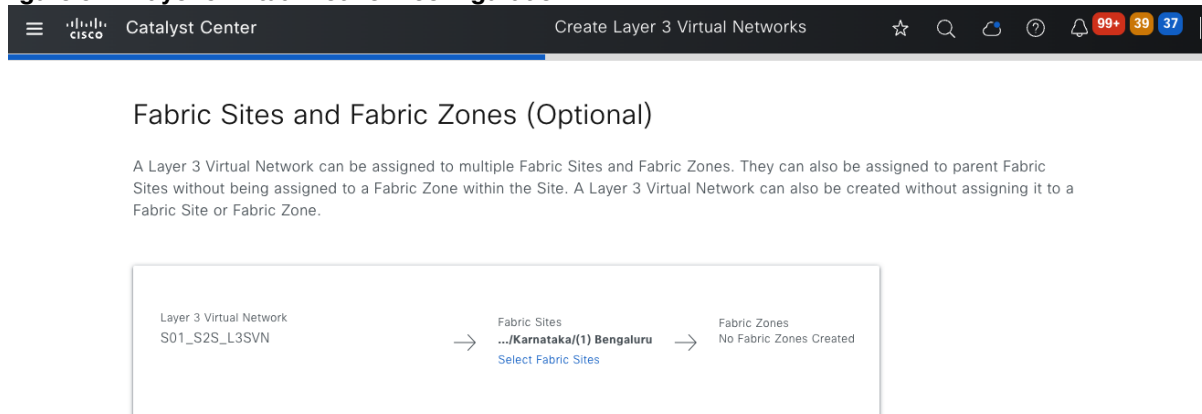 Catalyst Center
Create Layer 3 Virtual Networks
99+ 39 37
cisco
Fabric Sites and Fabric Zones (Optional)
A Layer 3 Virtual Network can be assigned to multiple Fabric Sites and Fabric Zones. They can also be assigned to parent Fabric
Sites without being assigned to a Fabric Zone within the Site. A Layer 3 Virtual Network can also be created without assigning it to a
Fabric Site or Fabric Zone.
Layer 3 Virtual Network
S01_S2S_L3SVN
Fabric Sites
.../Karnataka/(1) Bengaluru
Select Fabric Sites
Fabric Zones
No Fabric Zones Created